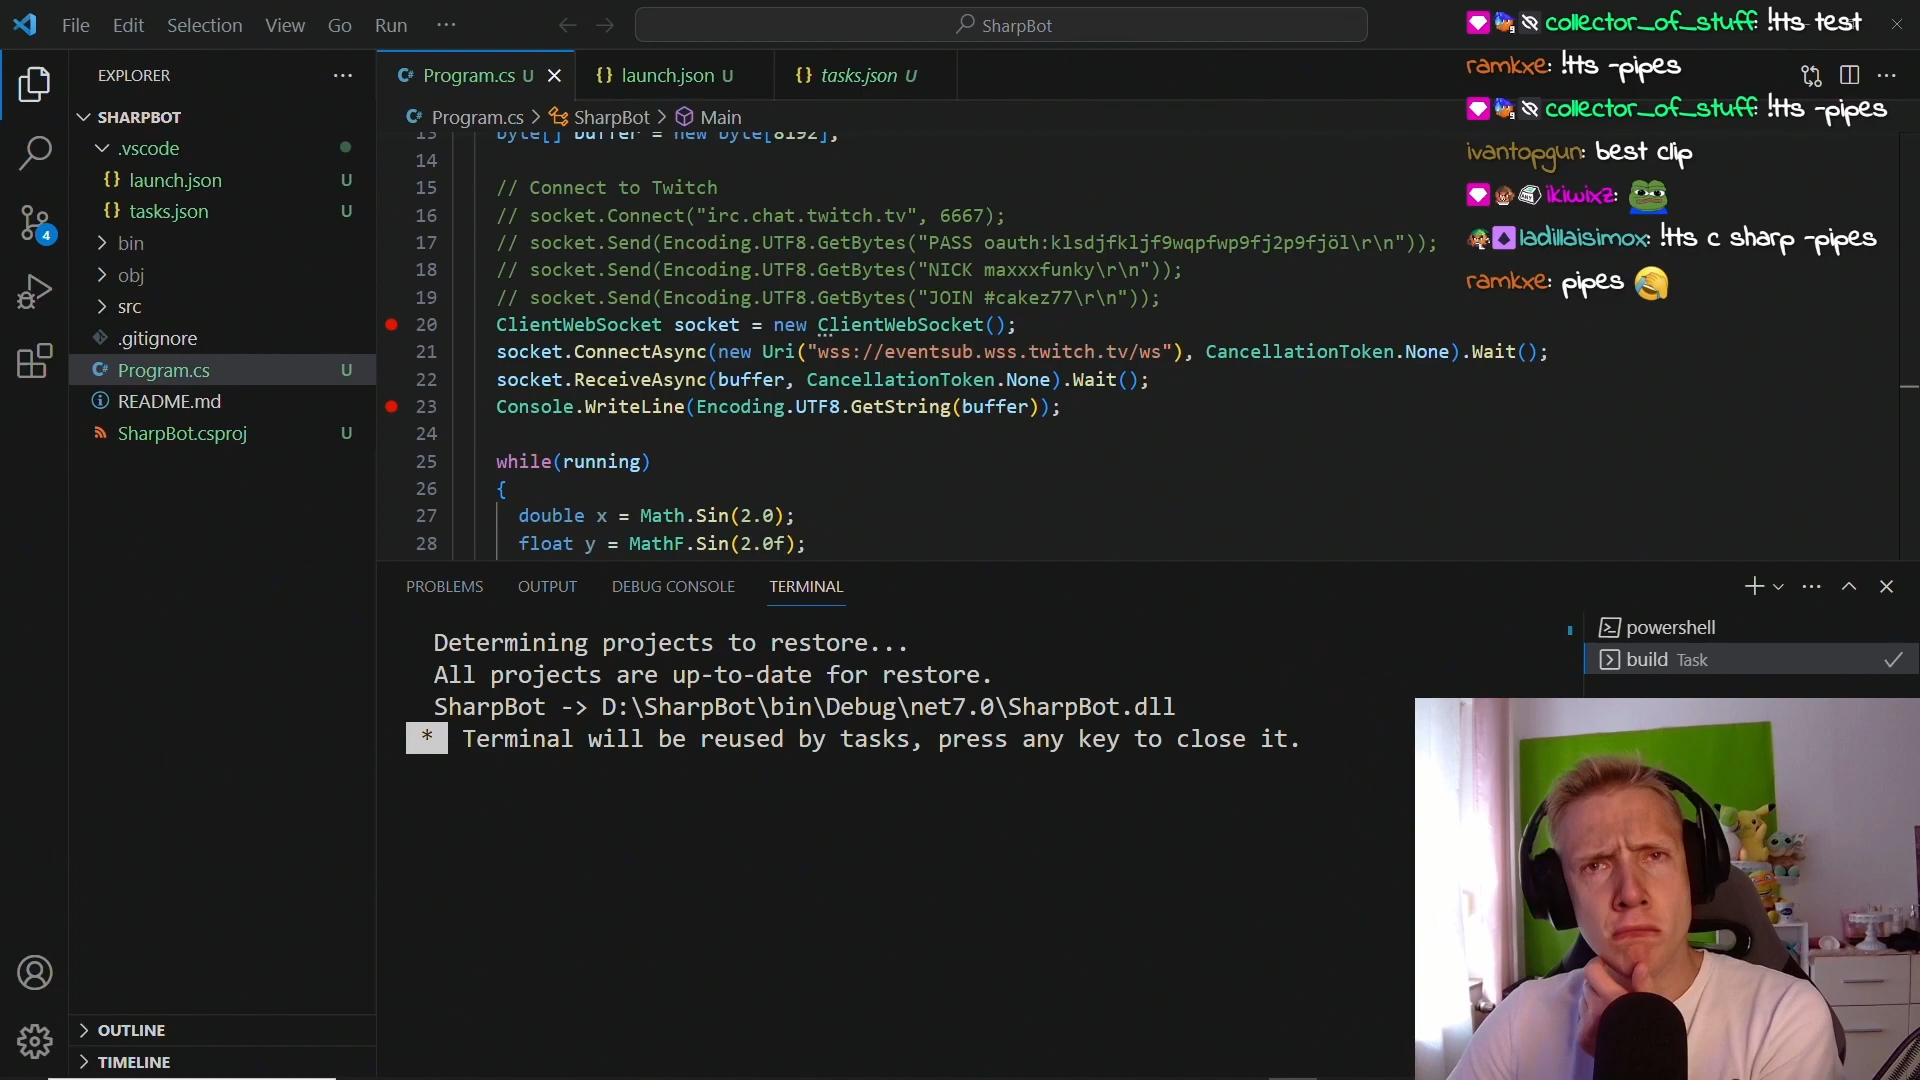 File Edit Selection View Go Run ···
SharpBot
EXPLORER
SHARPBOT
.vscode
{} launch.json U
{} tasks.json U
bin
obj
src
.gitignore
C# Program.cs U
README.md
SharpBot.csproj U
OUTLINE
TIMELINE
4
C# Program.cs U
{} launch.json U
{} tasks.json U
C# Program.cs > SharpBot > Main
13 byte[] buffer = new byte[8192];
14
15 // Connect to Twitch
16 // socket.Connect("irc.chat.twitch.tv", 6667);
17 // socket.Send(Encoding.UTF8.GetBytes("PASS oauth:klsdjfkljf9wqpfwp9fj2p9fjöl\r\n"));
18 // socket.Send(Encoding.UTF8.GetBytes("NICK maxxxfunky\r\n"));
19 // socket.Send(Encoding.UTF8.GetBytes("JOIN #cakez77\r\n"));
20 ClientWebSocket socket = new ClientWebSocket();
21 socket.ConnectAsync(new Uri("wss://eventsub.wss.twitch.tv/ws"), CancellationToken.None).Wait();
22 socket.ReceiveAsync(buffer, CancellationToken.None).Wait();
23 Console.WriteLine(Encoding.UTF8.GetString(buffer));
24
25 while(running)
26 {
27 double x = Math.Sin(2.0);
28 float y = MathF.Sin(2.0f);
PROBLEMS OUTPUT DEBUG CONSOLE TERMINAL
Determining projects to restore...
All projects are up-to-date for restore.
SharpBot -> D:\SharpBot\bin\Debug\net7.0\SharpBot.dll
* Terminal will be reused by tasks, press any key to close it.
powershell
build Task
collector_of_stuff: !tts test
ramkxe: !tts -pipes
collector_of_stuff: !tts -pipes
ivantopgun: best clip
ikiwixz:
ladillaisimox: !tts c sharp -pipes
ramkxe: pipes